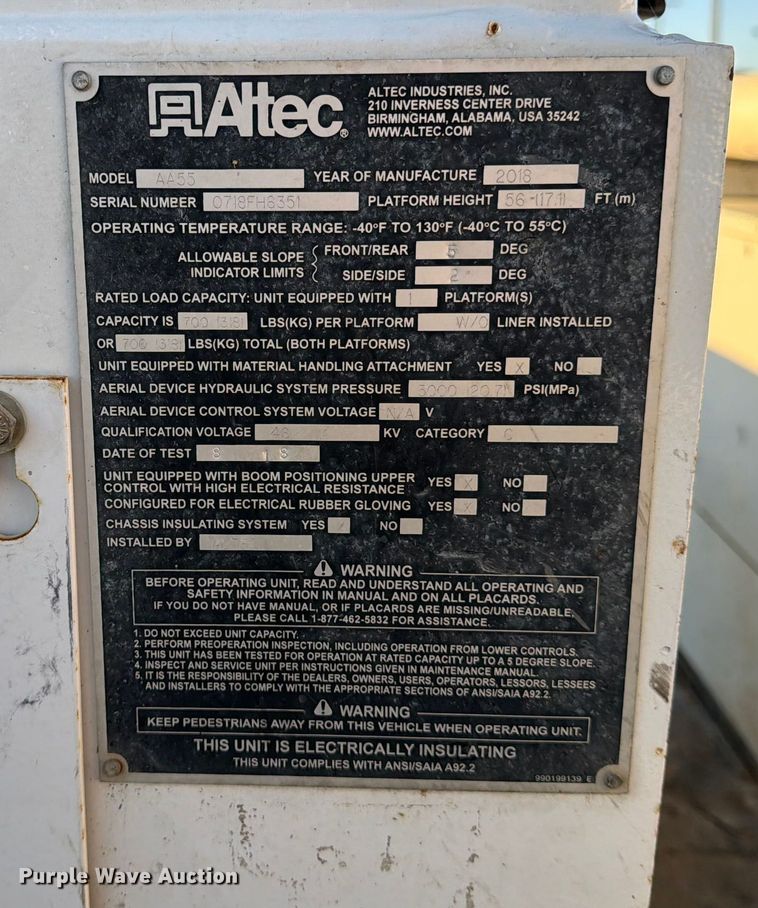 Altec®
ALTEC INDUSTRIES, INC.
210 INVERNESS CENTER DRIVE
BIRMINGHAM, ALABAMA, USA 35242
WWW.ALTEC.COM
MODEL AA55 YEAR OF MANUFACTURE 2018
SERIAL NUMBER 0718FH8351 PLATFORM HEIGHT 56 (17.1) FT (m)
OPERATING TEMPERATURE RANGE: -40°F TO 130°F (-40°C TO 55°C)
ALLOWABLE SLOPE INDICATOR LIMITS
FRONT/REAR 5 DEG
SIDE/SIDE 2 DEG
RATED LOAD CAPACITY: UNIT EQUIPPED WITH 1 PLATFORM(S)
CAPACITY IS 700 (318) LBS(KG) PER PLATFORM W/O LINER INSTALLED
OR 700 (318) LBS(KG) TOTAL (BOTH PLATFORMS)
UNIT EQUIPPED WITH MATERIAL HANDLING ATTACHMENT YES X NO
AERIAL DEVICE HYDRAULIC SYSTEM PRESSURE 3000 (20.7) PSI(MPa)
AERIAL DEVICE CONTROL SYSTEM VOLTAGE N/A V
QUALIFICATION VOLTAGE 46 KV CATEGORY C
DATE OF TEST 8 18
UNIT EQUIPPED WITH BOOM POSITIONING UPPER
CONTROL WITH HIGH ELECTRICAL RESISTANCE YES X NO
CONFIGURED FOR ELECTRICAL RUBBER GLOVING YES X NO
CHASSIS INSULATING SYSTEM YES X NO
INSTALLED BY
WARNING
BEFORE OPERATING UNIT, READ AND UNDERSTAND ALL OPERATING AND
SAFETY INFORMATION IN MANUAL AND ON ALL PLACARDS.
IF YOU DO NOT HAVE MANUAL, OR IF PLACARDS ARE MISSING/UNREADABLE,
PLEASE CALL 1-877-462-5832 FOR ASSISTANCE.
1. DO NOT EXCEED UNIT CAPACITY.
2. PERFORM PREOPERATION INSPECTION, INCLUDING OPERATION FROM LOWER CONTROLS.
3. THIS UNIT HAS BEEN TESTED FOR OPERATION AT RATED CAPACITY UP TO A 5 DEGREE SLOPE.
4. INSPECT AND SERVICE UNIT PER INSTRUCTIONS GIVEN IN MAINTENANCE MANUAL.
5. IT IS THE RESPONSIBILITY OF THE DEALERS, OWNERS, USERS, OPERATORS, LESSORS, LESSEES
AND INSTALLERS TO COMPLY WITH THE APPROPRIATE SECTIONS OF ANSI/SAIA A92.2.
WARNING
KEEP PEDESTRIANS AWAY FROM THIS VEHICLE WHEN OPERATING UNIT.
THIS UNIT IS ELECTRICALLY INSULATING
THIS UNIT COMPLIES WITH ANSI/SAIA A92.2
990199139 E
Purple Wave Auction